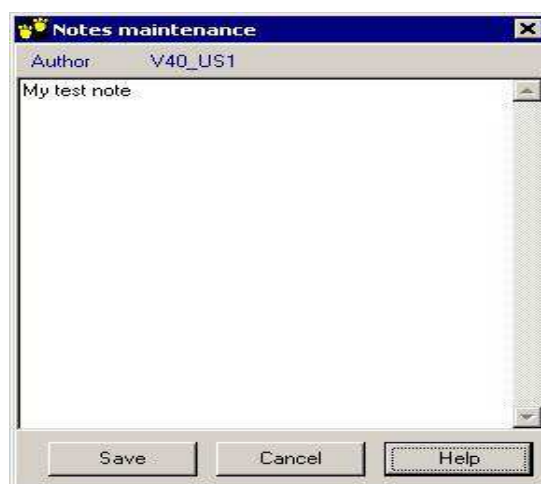 Notes maintenance
Author V40_US1
My test note
Save Cancel Help